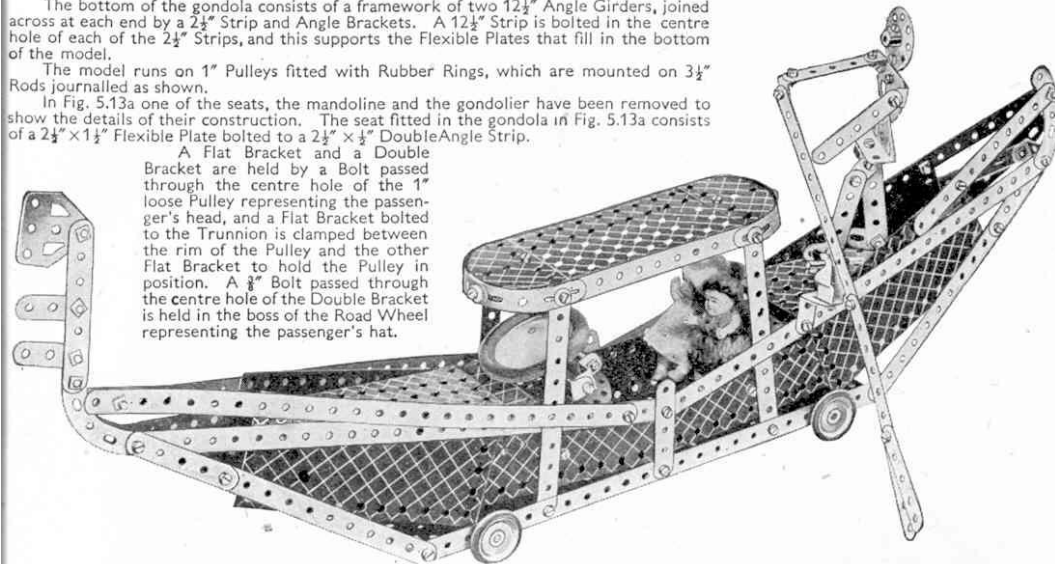 The bottom of the gondola consists of a framework of two 12½″ Angle Girders, joined
across at each end by a 2½″ Strip and Angle Brackets. A 12½″ Strip is bolted in the centre
hole of each of the 2½″ Strips, and this supports the Flexible Plates that fill in the bottom
of the model.
The model runs on 1″ Pulleys fitted with Rubber Rings, which are mounted on 3½″
Rods journalled as shown.
In Fig. 5.13a one of the seats, the mandoline and the gondolier have been removed to
show the details of their construction. The seat fitted in the gondola in Fig. 5.13a consists
of a 2½″ × 1½″ Flexible Plate bolted to a 2½″ × ½″ DoubleAngle Strip.
A Flat Bracket and a Double
Bracket are held by a Bolt passed
through the centre hole of the 1″
loose Pulley representing the passen-
ger's head, and a Flat Bracket bolted
to the Trunnion is clamped between
the rim of the Pulley and the other
Flat Bracket to hold the Pulley in
position. A ⅜″ Bolt passed through
the centre hole of the Double Bracket
is held in the boss of the Road Wheel
representing the passenger's hat.